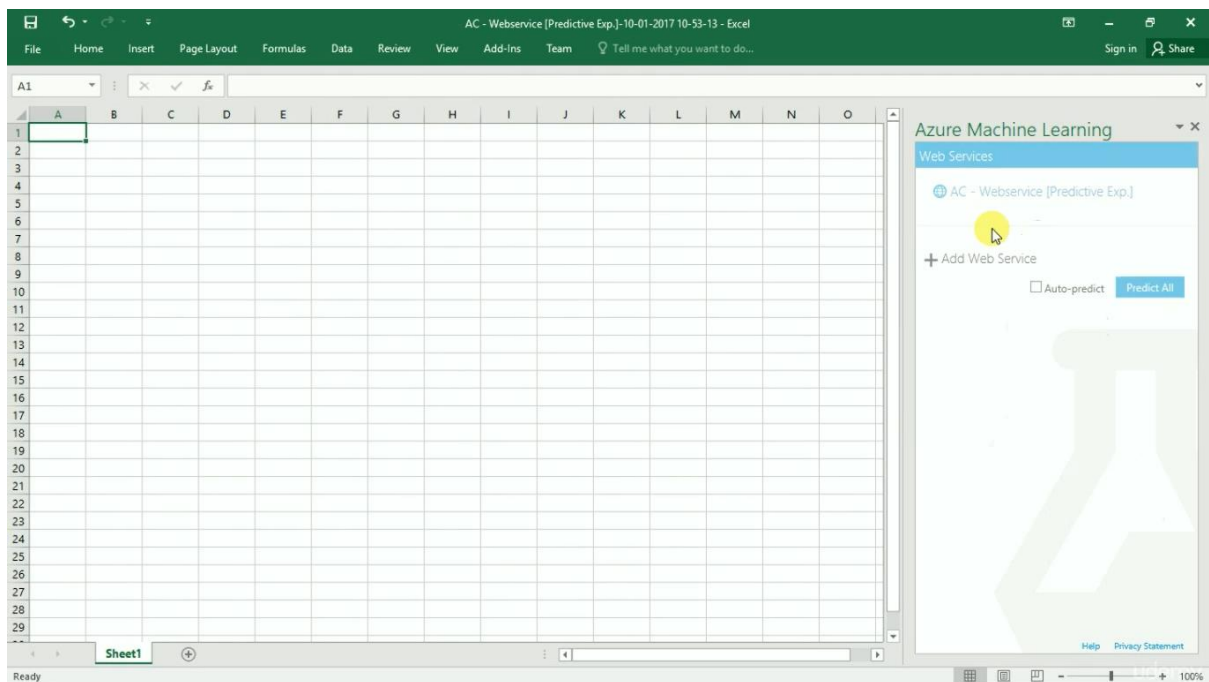 AC - Webservice [Predictive Exp.]-10-01-2017 10-53-13 - Excel
File Home Insert Page Layout Formulas Data Review View Add-Ins Team Tell me what you want to do... Sign in Share
A1 fx
A B C D E F G H I J K L M N O
1
2
3
4
5
6
7
8
9
10
11
12
13
14
15
16
17
18
19
20
21
22
23
24
25
26
27
28
29
Azure Machine Learning
Web Services
AC - Webservice [Predictive Exp.]
Add Web Service
Auto-predict Predict All
Help Privacy Statement
Sheet1
Ready 100%
udemy